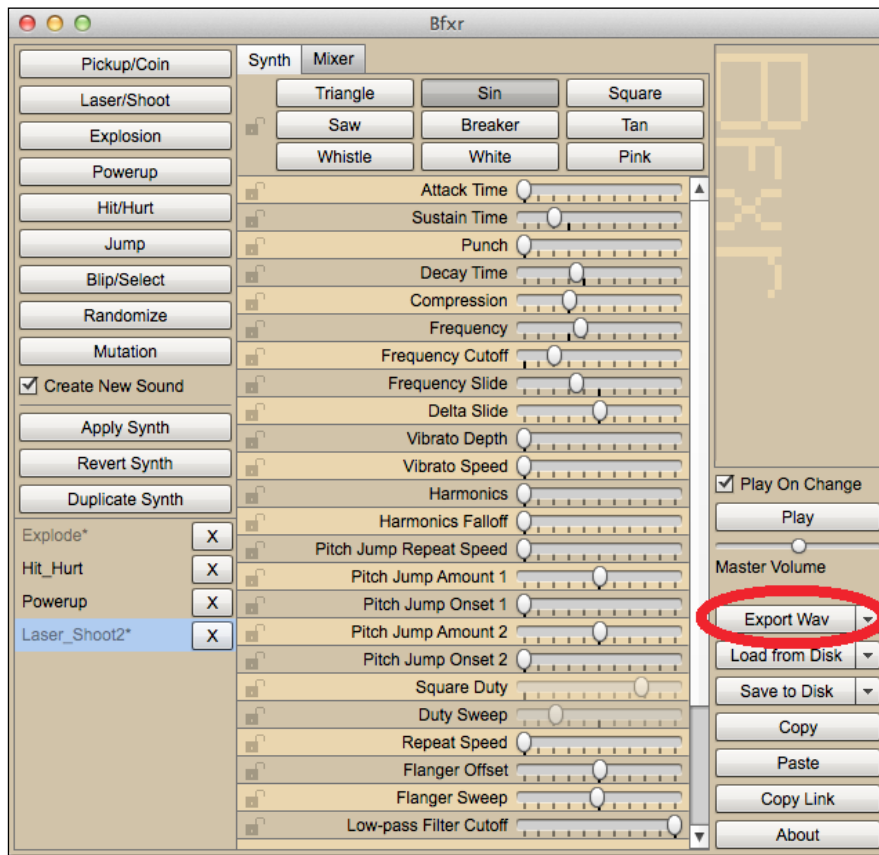 Bfxr
Pickup/Coin
Laser/Shoot
Explosion
Powerup
Hit/Hurt
Jump
Blip/Select
Randomize
Mutation
Create New Sound
Apply Synth
Revert Synth
Duplicate Synth
Explode* X
Hit_Hurt X
Powerup X
Laser_Shoot2* X
Synth Mixer
Triangle Sin Square
Saw Breaker Tan
Whistle White Pink
Attack Time
Sustain Time
Punch
Decay Time
Compression
Frequency
Frequency Cutoff
Frequency Slide
Delta Slide
Vibrato Depth
Vibrato Speed
Harmonics
Harmonics Falloff
Pitch Jump Repeat Speed
Pitch Jump Amount 1
Pitch Jump Onset 1
Pitch Jump Amount 2
Pitch Jump Onset 2
Square Duty
Duty Sweep
Repeat Speed
Flanger Offset
Flanger Sweep
Low-pass Filter Cutoff
Bfxr
Play On Change
Play
Master Volume
Export Wav
Load from Disk
Save to Disk
Copy
Paste
Copy Link
About